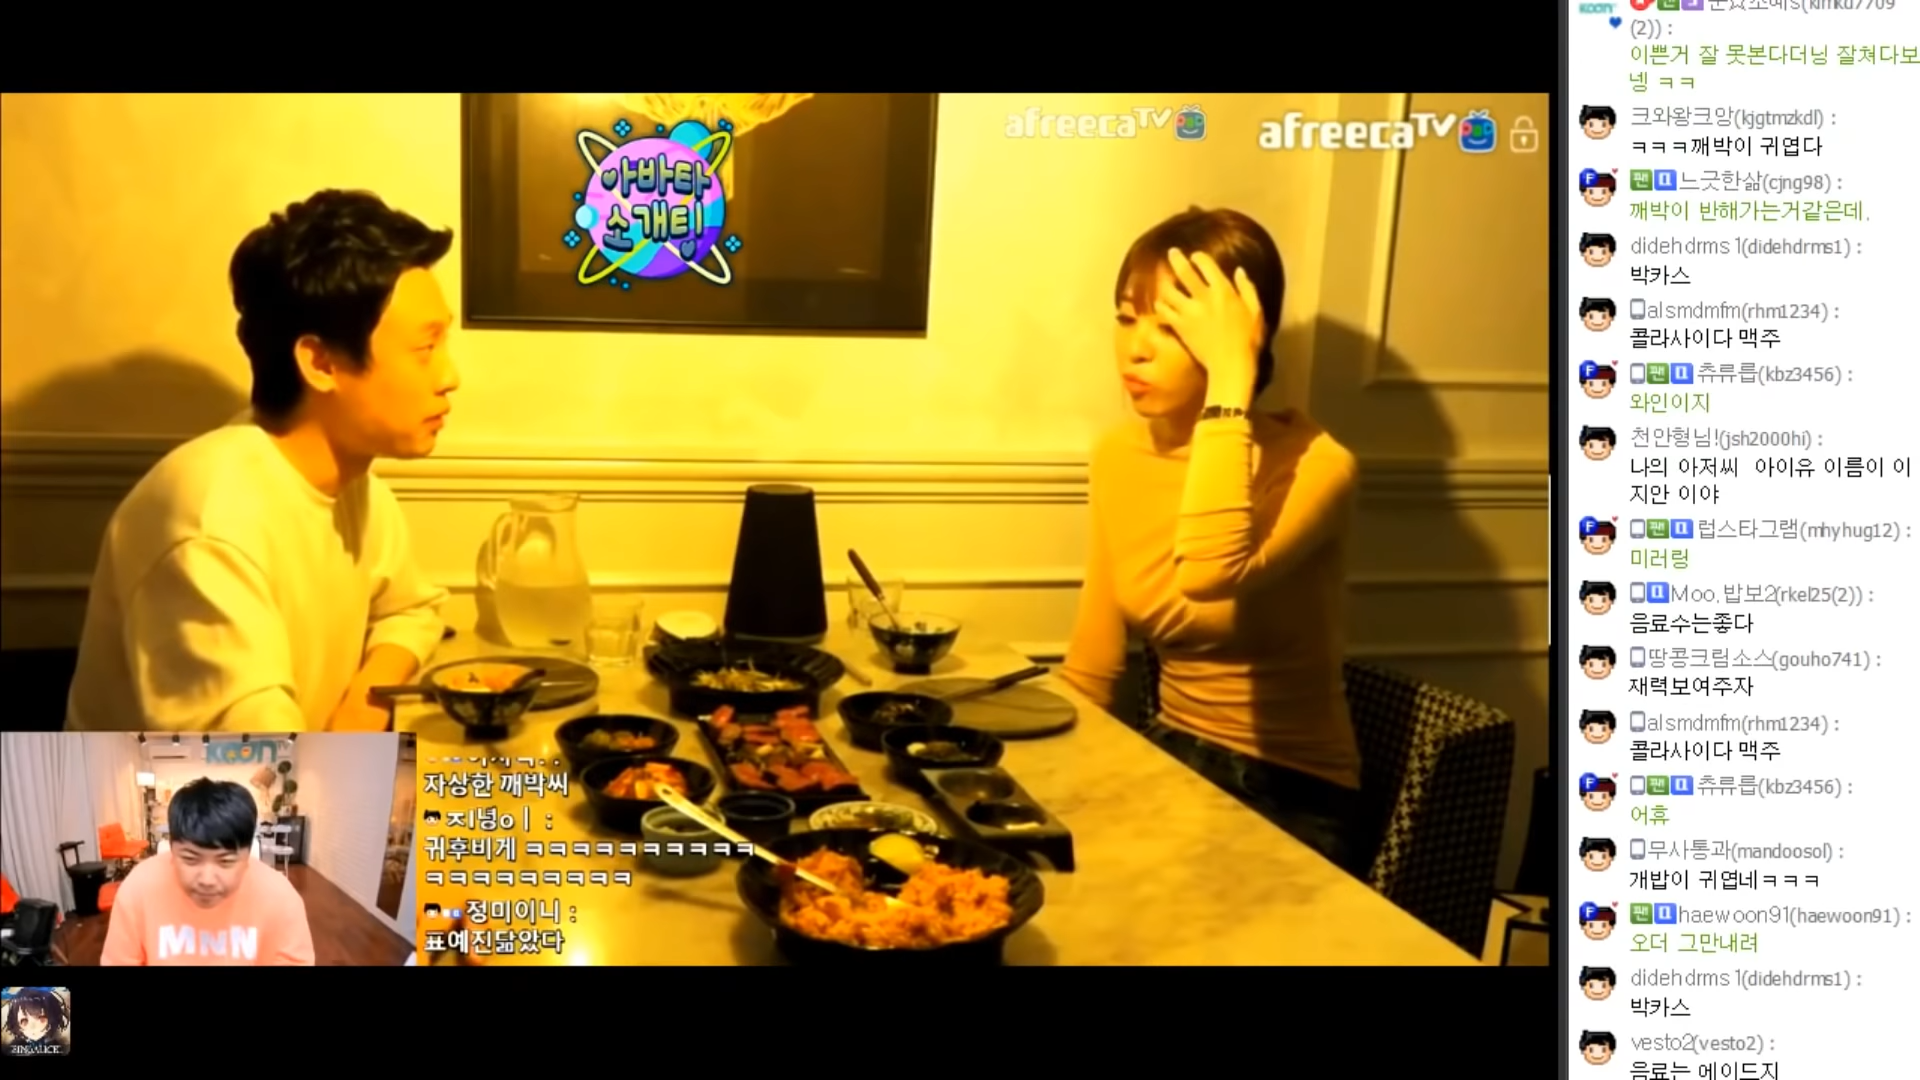 afreecaTV
afreecaTV
아바타
소개팅
KOON
MNN
자상한 깨박씨
ㅈl녕 oㅣ :
귀후비게 ㅋㅋㅋㅋㅋㅋㅋㅋㅋㅋ
ㅋㅋㅋㅋㅋㅋㅋㅋㅋ
정미이니 :
표예진닮았다
(2)) :
이쁜거 잘 못본다더닝 잘쳐다보
넹 ㅋㅋ
크와왕크앙(kjgtmzkdl) :
ㅋㅋㅋ깨박이 귀엽다
팬 느긋한삶(cjng98) :
깨박이 반해가는거같은데,
didehdrms1(didehdrms1) :
박카스
alsmdmfm(rhm1234) :
콜라사이다 맥주
팬 츄류릅(kbz3456) :
와인이지
천안형님!(jsh2000hi) :
나의 아저씨 아이유 이름이 이
지안 이야
팬 럽스타그램(mhyhug12) :
미러링
Moo,밥보2(rkel25(2)) :
음료수는좋다
땅콩크림소스(gouho741) :
재력보여주자
alsmdmfm(rhm1234) :
콜라사이다 맥주
팬 츄류릅(kbz3456) :
어휴
무사통과(mandoosol) :
개밥이 귀엽네ㅋㅋㅋ
팬 haewoon91(haewoon91) :
오더 그만내려
didehdrms1(didehdrms1) :
박카스
vesto2(vesto2) :
음료는 에이드지